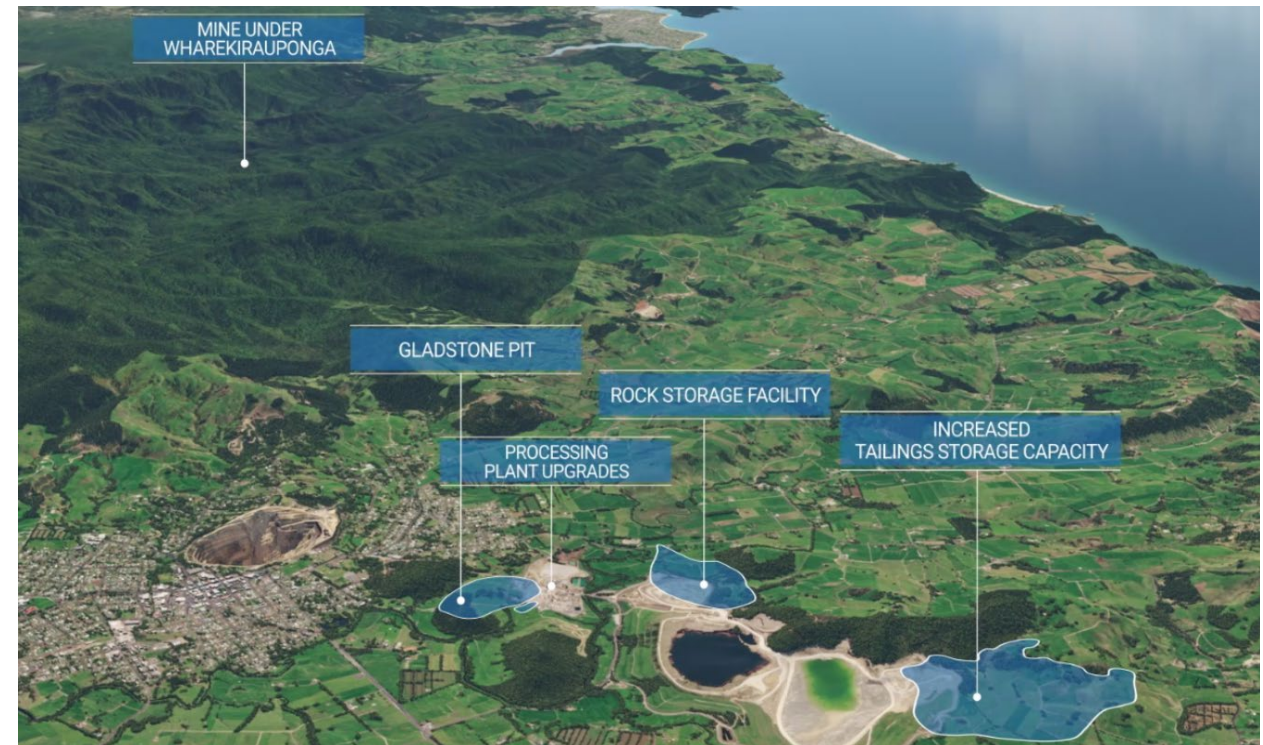 MINE UNDER
WHAREKIRAUPONGA
GLADSTONE PIT
ROCK STORAGE FACILITY
INCREASED
TAILINGS STORAGE CAPACITY
PROCESSING
PLANT UPGRADES